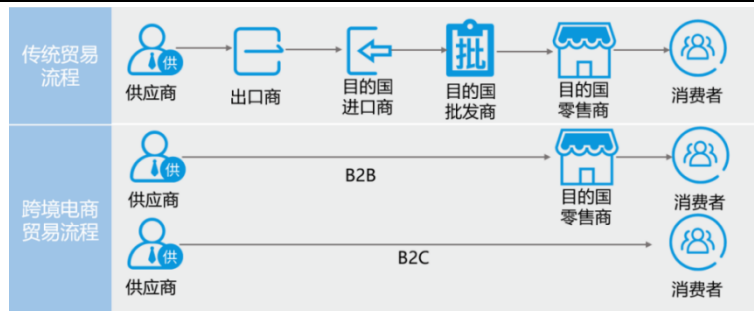 传统贸易
流程
供
供应商
出口商
目的国
进口商
批
目的国
批发商
目的国
零售商
消费者
跨境电商
贸易流程
供
供应商
B2B
目的国
零售商
消费者
供
供应商
B2C
消费者